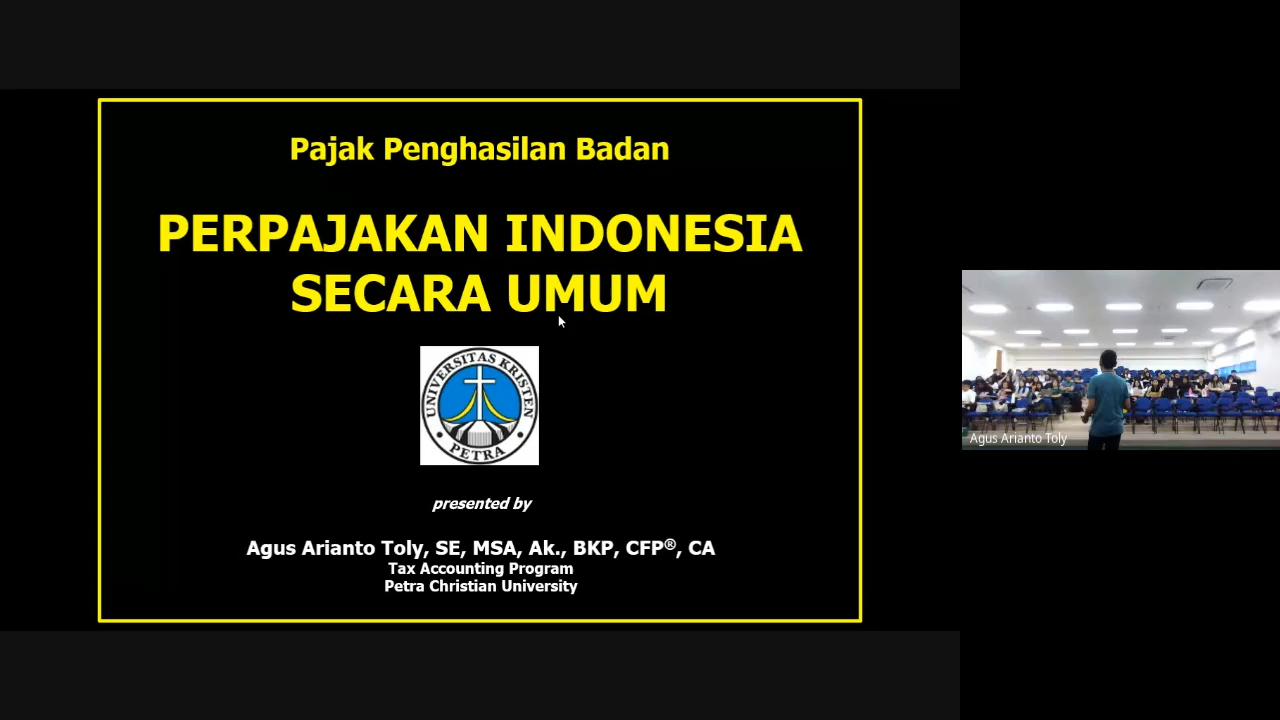 Pajak Penghasilan Badan
PERPAJAKAN INDONESIA
SECARA UMUM
UNIVERSITAS KRISTEN
PETRA
presented by
Agus Arianto Toly, SE, MSA, Ak., BKP, CFP®, CA
Tax Accounting Program
Petra Christian University
Agus Arianto Toly